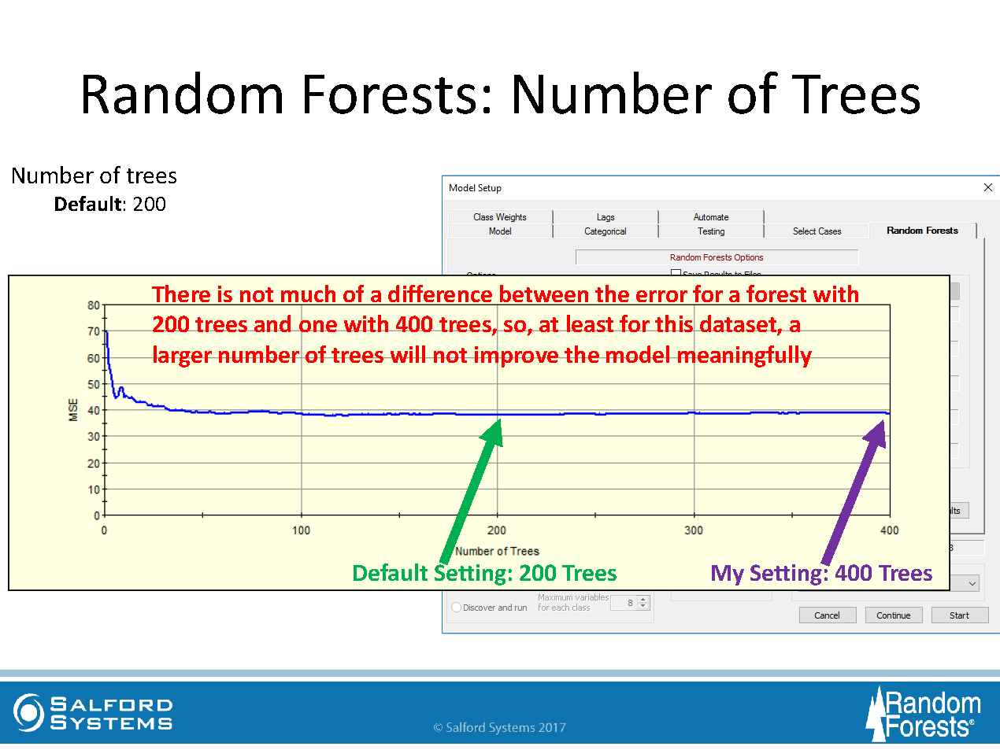 Random Forests: Number of Trees
Number of trees
Default: 200
Model Setup
Class Weights Lags Automate
Model Categorical Testing Select Cases Random Forests
Random Forests Options
Options
Save Results to Files
There is not much of a difference between the error for a forest with
200 trees and one with 400 trees, so, at least for this dataset, a
larger number of trees will not improve the model meaningfully
80
70
60
50
40
30
20
10
0
MSE
0 100 200 300 400
Number of Trees
Default Setting: 200 Trees
My Setting: 400 Trees
Maximum variables
for each class
8
Discover and run
Cancel Continue Start
SALFORD
SYSTEMS
© Salford Systems 2017
Random
Forests®